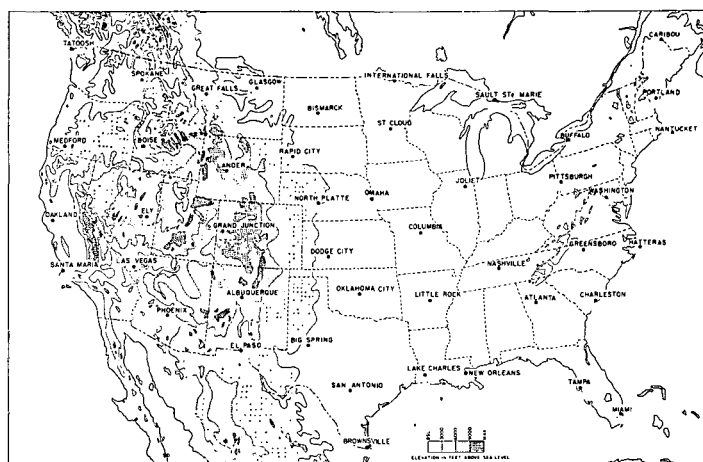 CARIBOU
TATOOSH
SPOKANE
GREAT FALLS
GLASGOW
INTERNATIONAL FALLS
SAULT STE MARIE
PORTLAND
BISMARCK
ST CLOUD
BUFFALO
NANTUCKET
MEDFORD
BOISE
RAPID CITY
LANDER
PITTSBURGH
JOLIET
WASHINGTON
NORTH PLATTE
OMAHA
OAKLAND
ELY
GRAND JUNCTION
COLUMBIA
GREENSBORO
HATTERAS
DODGE CITY
SANTA MARIA
LAS VEGAS
NASHVILLE
ALBUQUERQUE
OKLAHOMA CITY
LITTLE ROCK
ATLANTA
CHARLESTON
PHOENIX
EL PASO
BIG SPRING
LAKE CHARLES
NEW ORLEANS
SAN ANTONIO
TAMPA
MIAMI
BROWNSVILLE
ELEVATION IN FEET ABOVE SEA LEVEL